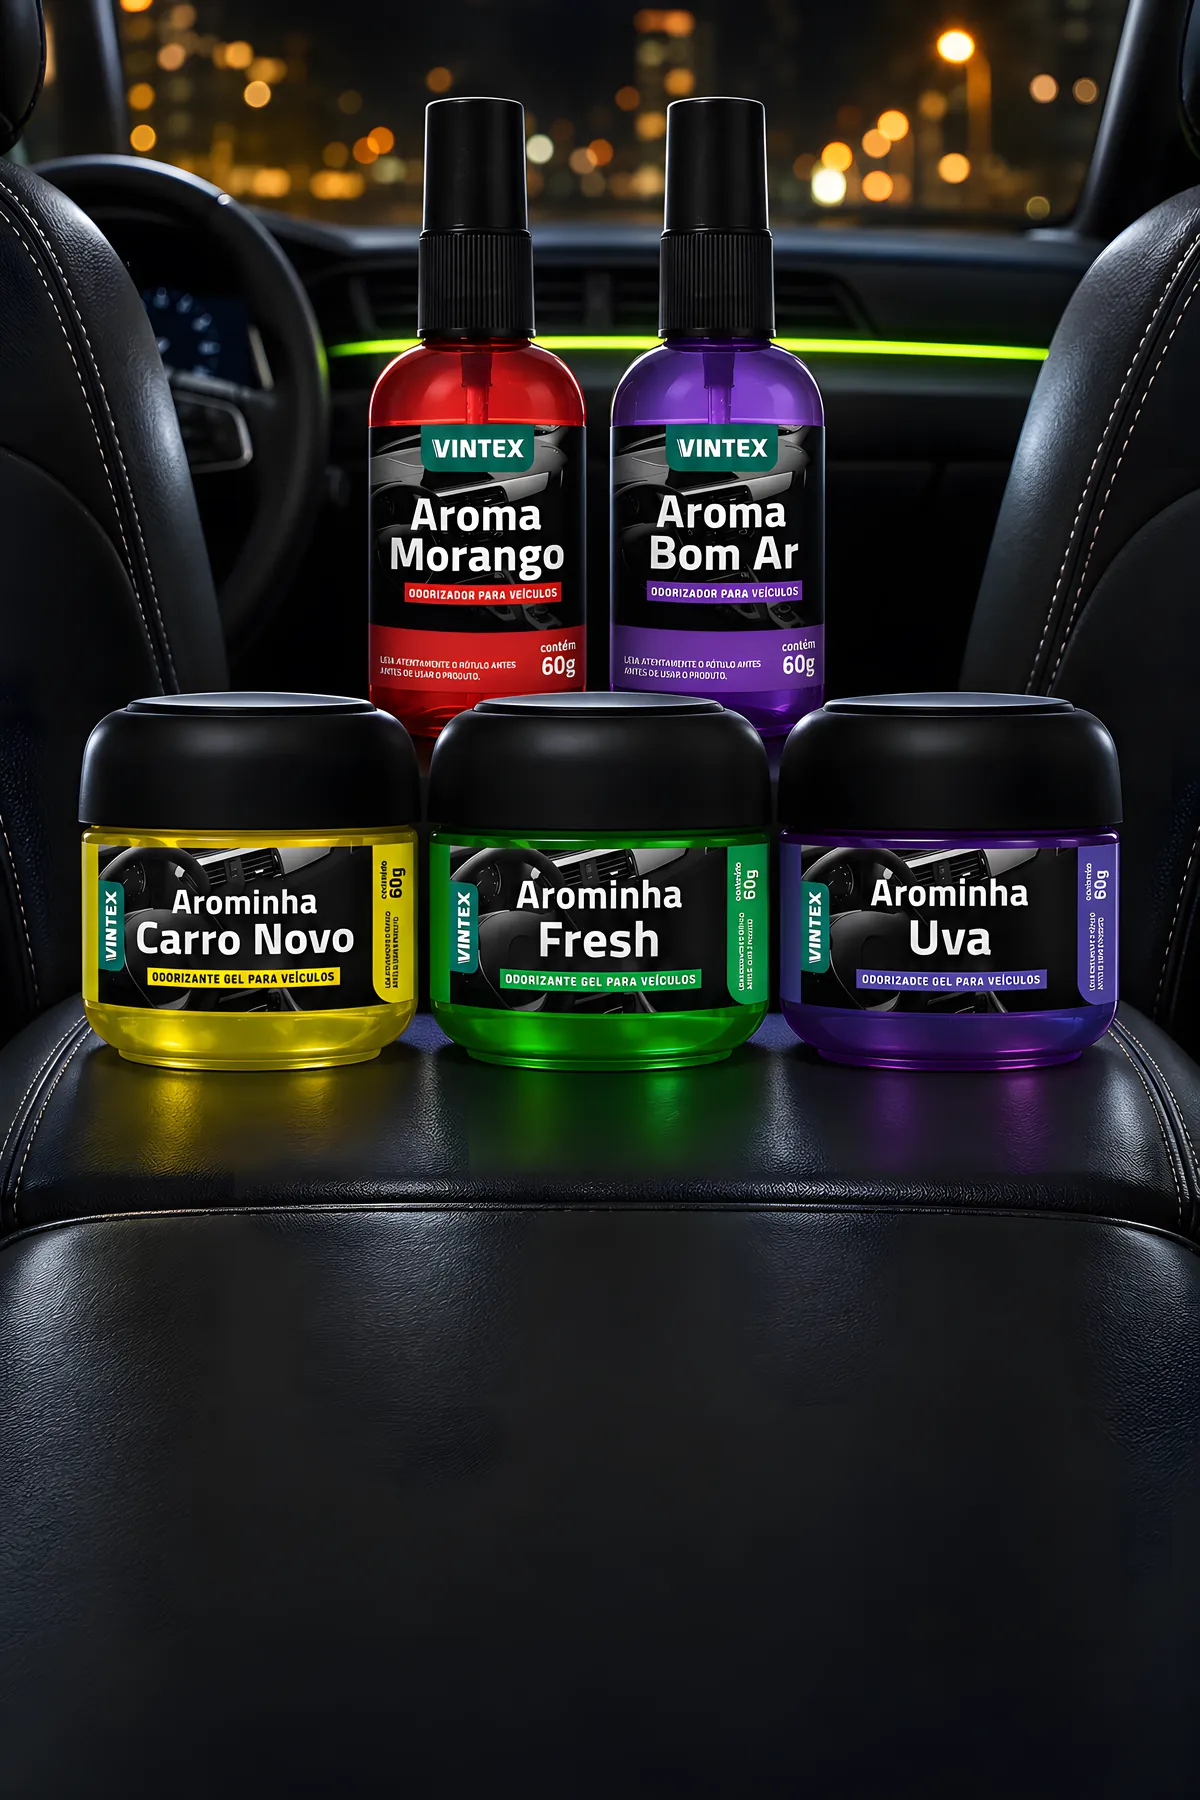 VINTEX
Aroma
Morango
ODORIZADOR PARA VEÍCULOS
contém
60g
LEIA ATENTAMENTE O RÓTULO ANTES
ANTES DE USAR O PRODUTO.
VINTEX
Aroma
Bom Ar
ODORIZADOR PARA VEÍCULOS
contém
60g
LEIA ATENTAMENTE O RÓTULO ANTES
ANTES DE USAR O PRODUTO.
VINTEX
Arominha
Carro Novo
ODORIZANTE GEL PARA VEÍCULOS
60g
VINTEX
Arominha
Fresh
ODORIZANTE GEL PARA VEÍCULOS
60g
VINTEX
Arominha
Uva
ODORIZADCE GEL PARA VEÍCULOS
60g